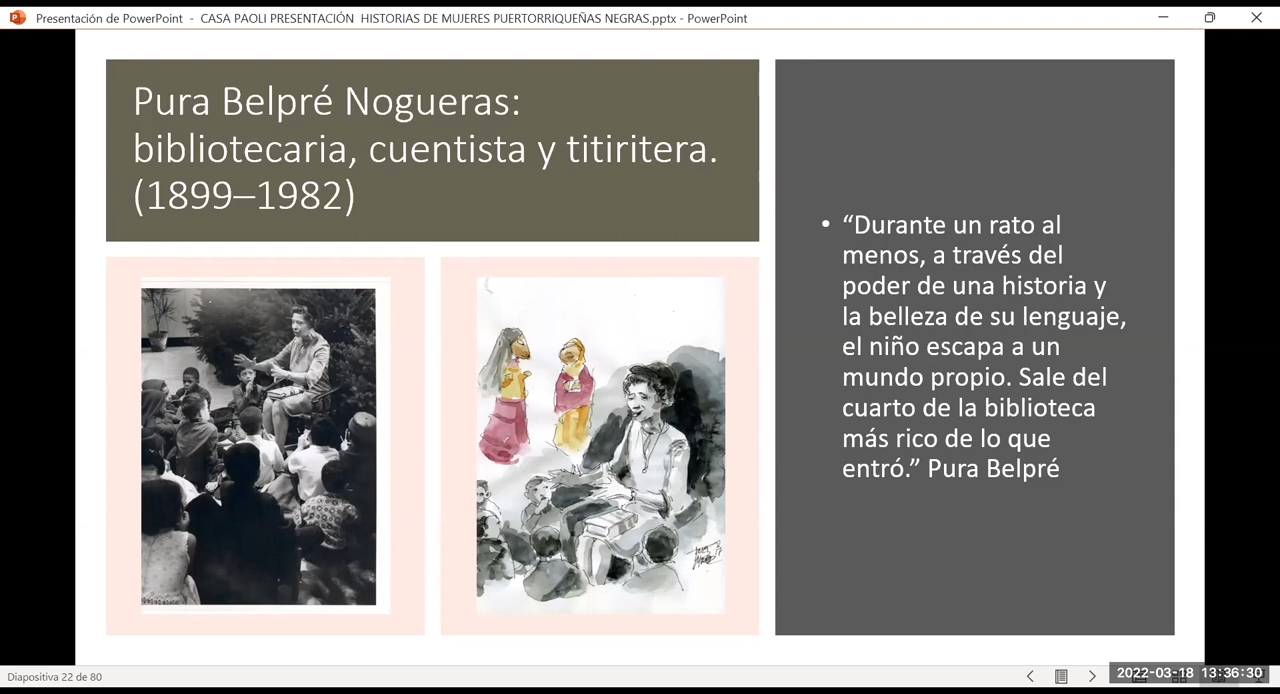 Presentación de PowerPoint - CASA PAOLI PRESENTACIÓN HISTORIAS DE MUJERES PUERTORRIQUEÑAS NEGRAS.pptx - PowerPoint
Pura Belpré Nogueras:
bibliotecaria, cuentista y titiritera.
(1899–1982)
• “Durante un rato al
menos, a través del
poder de una historia y
la belleza de su lenguaje,
el niño escapa a un
mundo propio. Sale del
cuarto de la biblioteca
más rico de lo que
entró.” Pura Belpré
Diapositiva 22 de 80
2022-03-18 13:36:30